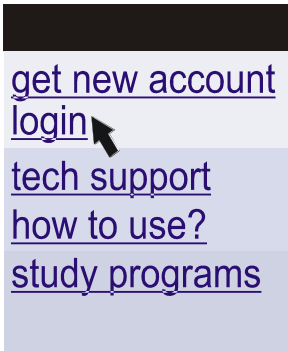 get new account
login
tech support
how to use?
study programs